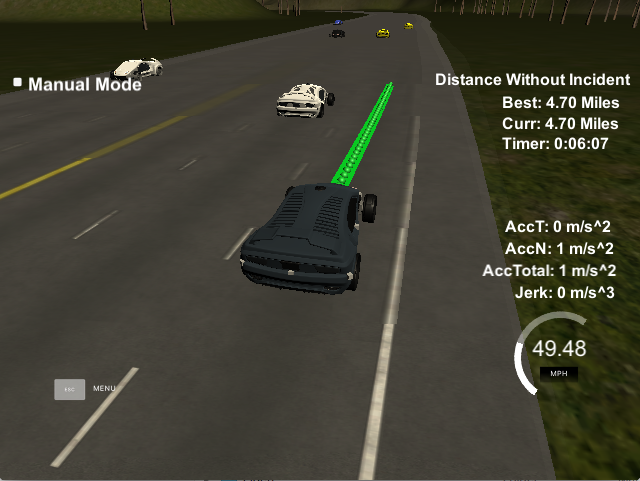 Manual Mode
Distance Without Incident
Best: 4.70 Miles
Curr: 4.70 Miles
Timer: 0:06:07
AccT: 0 m/s^2
AccN: 1 m/s^2
AccTotal: 1 m/s^2
Jerk: 0 m/s^3
49.48
MPH
ESC MENU